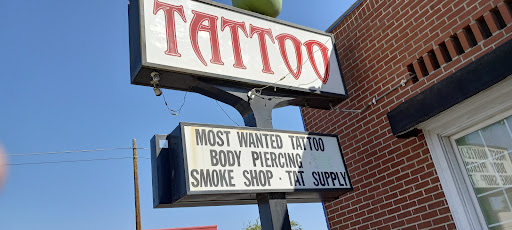 TATTOO
MOST WANTED TATTOO
BODY PIERCING
SMOKE SHOP · TAT SUPPLY